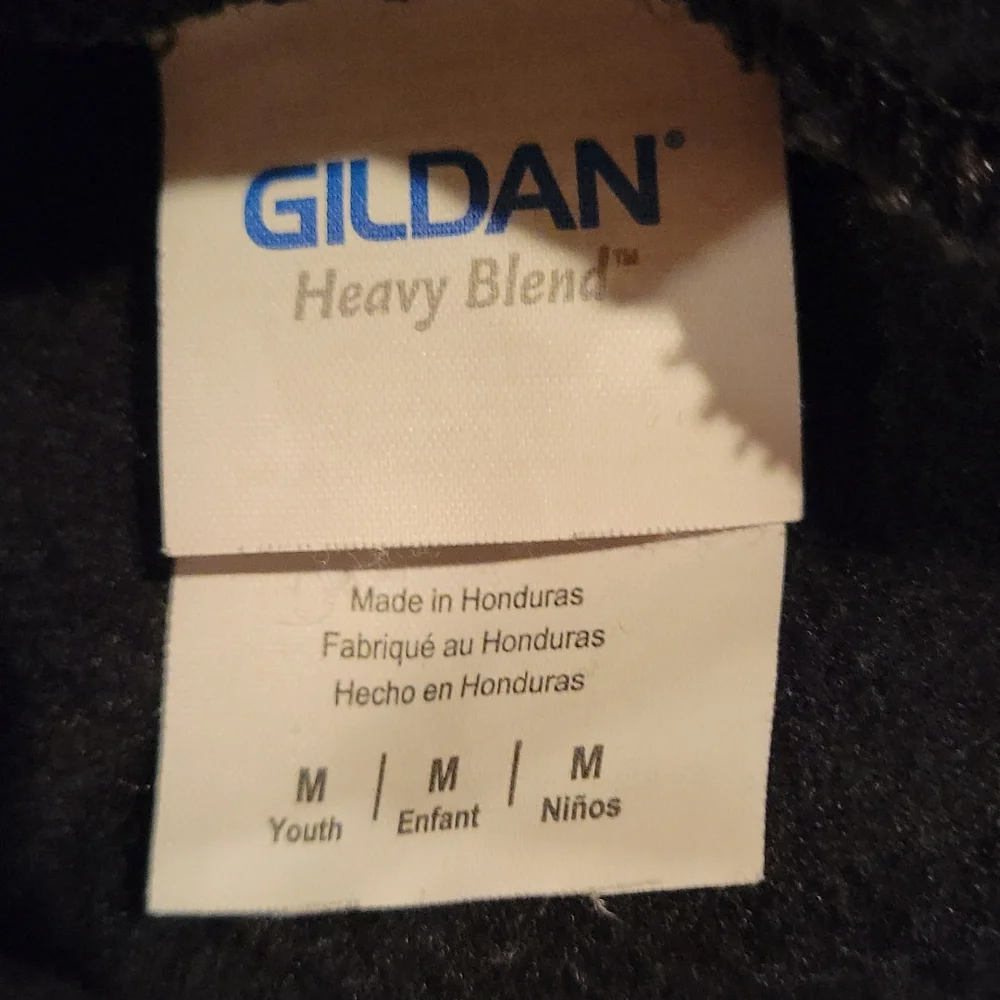 GILDAN®
Heavy Blend™
Made in Honduras
Fabriqué au Honduras
Hecho en Honduras
M | M | M
Youth | Enfant | Niños